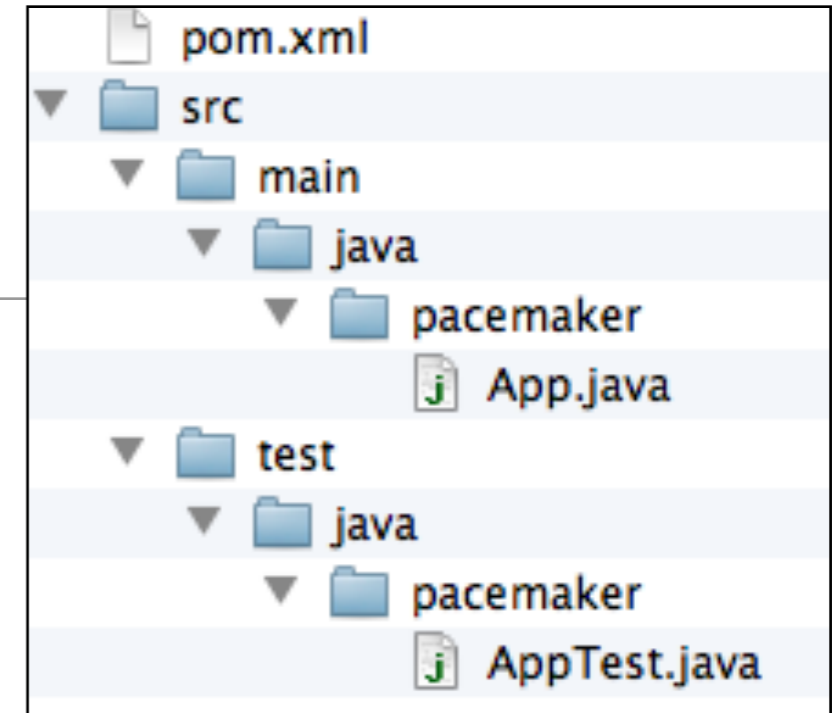 pom.xml
src
main
java
pacemaker
App.java
test
java
pacemaker
AppTest.java